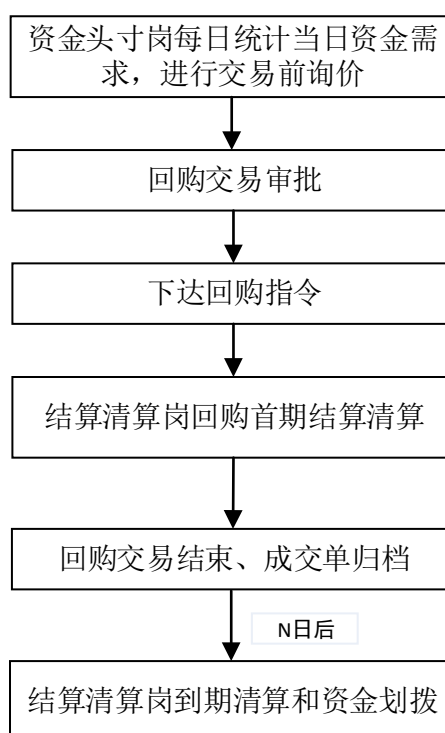 资金头寸岗每日统计当日资金需
求，进行交易前询价
回购交易审批
下达回购指令
结算清算岗回购首期结算清算
回购交易结束、成交单归档
N日后
结算清算岗到期清算和资金划拨